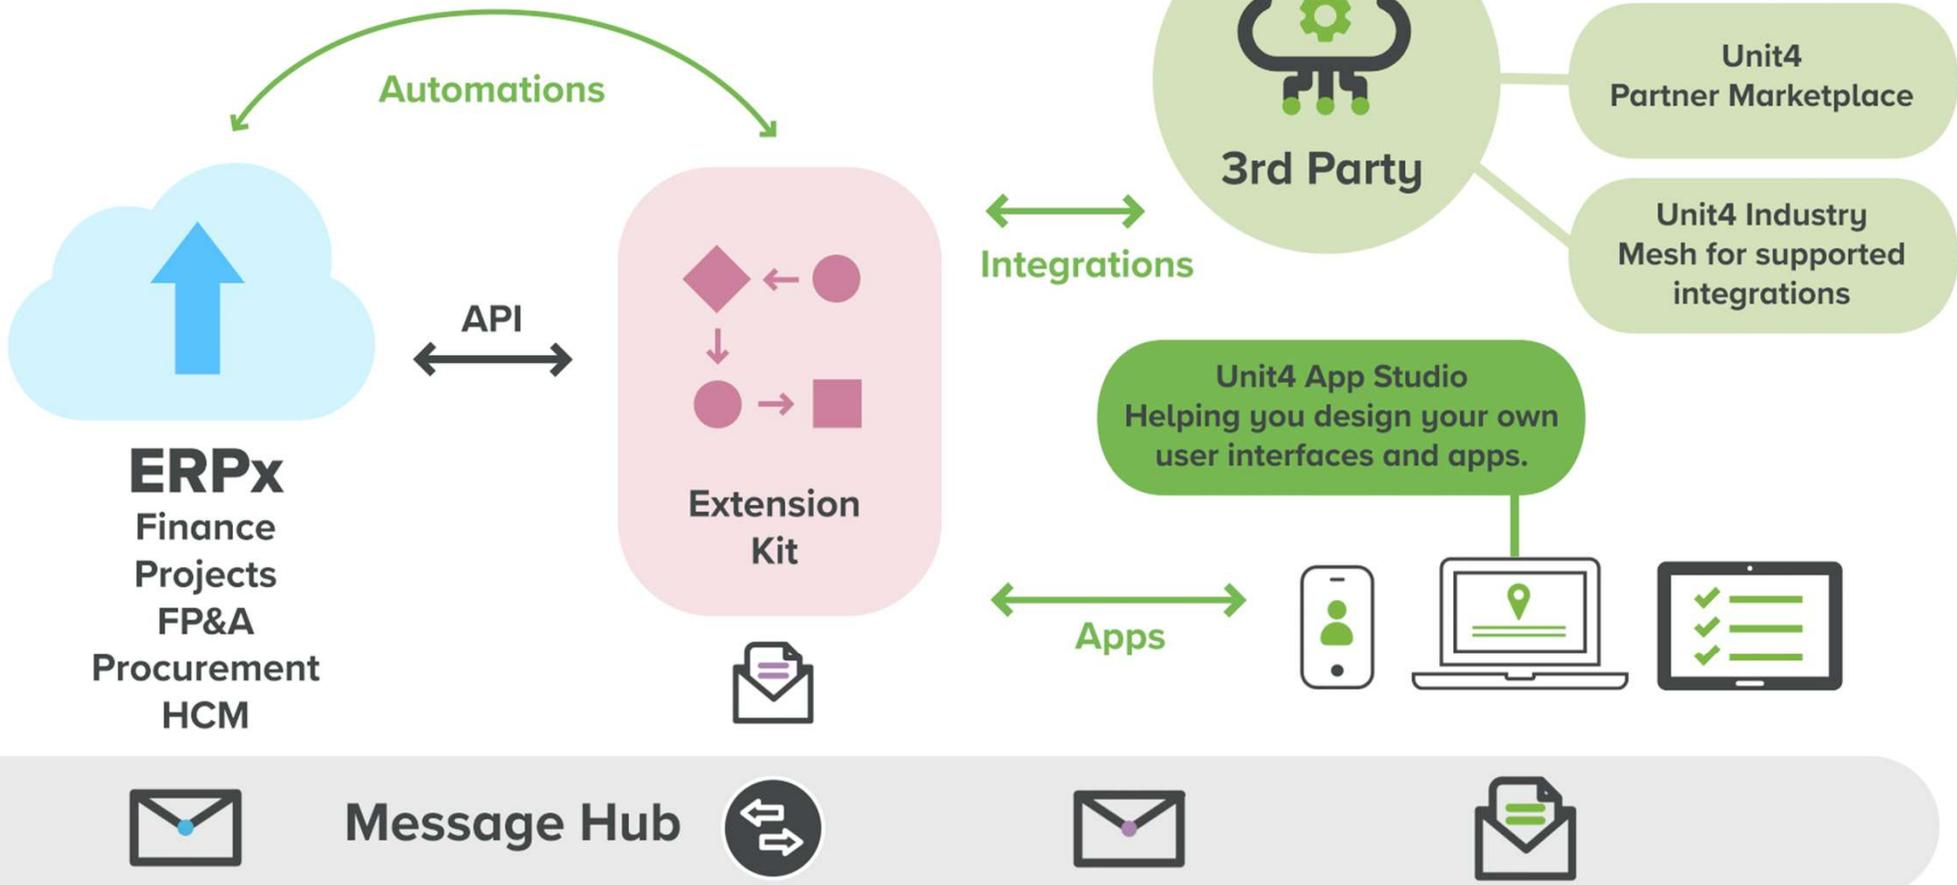 Automations
Unit4
Partner Marketplace
3rd Party
Unit4 Industry
Mesh for supported
integrations
Integrations
API
Unit4 App Studio
Helping you design your own
user interfaces and apps.
ERPx
Finance
Projects
FP&A
Procurement
HCM
Extension
Kit
Apps
Message Hub